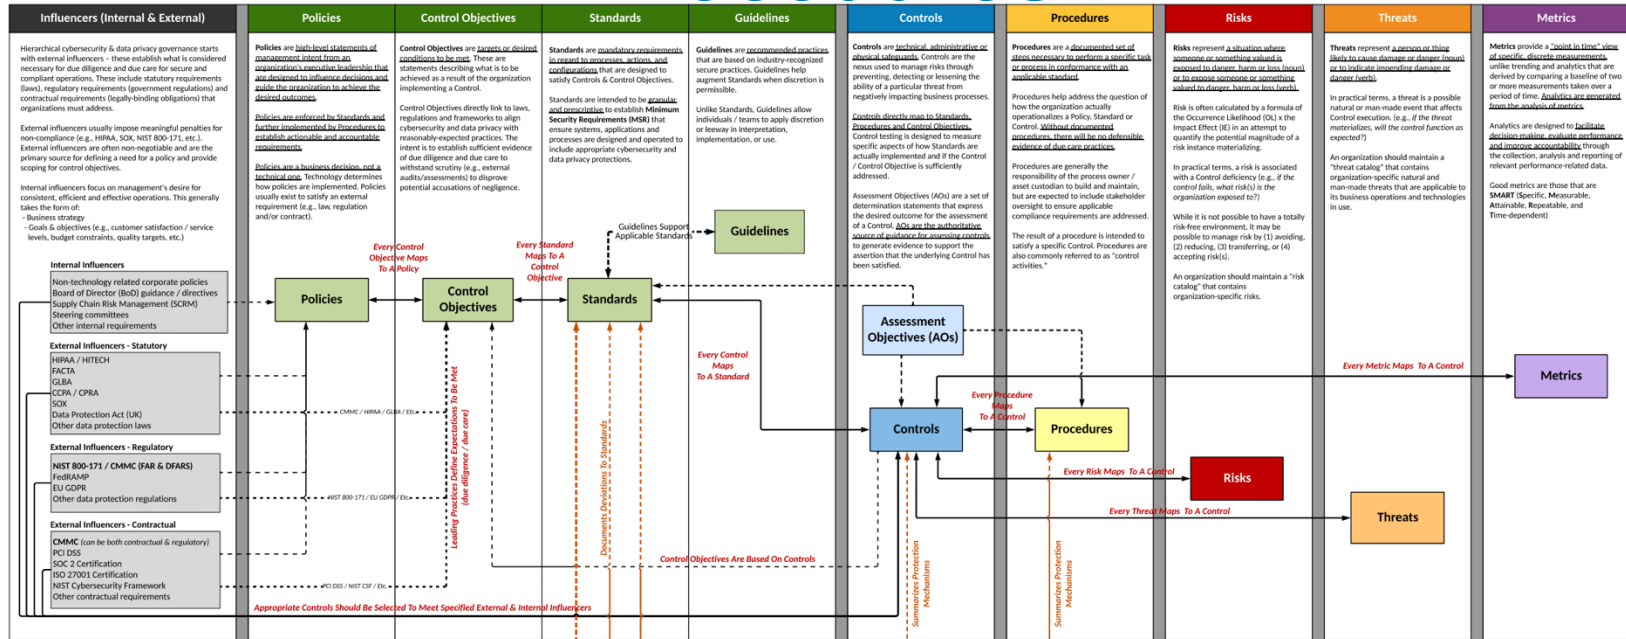 Influencers (Internal & External)
Hierarchical cybersecurity & data privacy governance starts
with external influencers – these establish what is considered
necessary for due diligence and due care for secure and
compliant operations. These include statutory requirements
(laws), regulatory requirements (government regulations) and
contractual requirements (legally-binding obligations) that
organizations must address.
External influencers usually impose meaningful penalties for
non-compliance (e.g., HIPAA, SOX, NIST 800-171, etc.).
External influencers are often non-negotiable and are the
primary source for defining a need for a policy and provide
scoping for control objectives.
Internal influencers focus on management's desire for
consistent, efficient and effective operations. This generally
takes the form of:
- Business strategy
- Goals & objectives (e.g., customer satisfaction / service
levels, budget constraints, quality targets, etc.)
Internal Influencers
Non-technology related corporate policies
Board of Director (BoD) guidance / directives
Supply Chain Risk Management (SCRM)
Steering committees
Other internal requirements
External Influencers - Statutory
HIPAA / HITECH
FACTA
GLBA
CCPA / CPRA
SOX
Data Protection Act (UK)
Other data protection laws
External Influencers - Regulatory
NIST 800-171 / CMMC (FAR & DFARS)
FedRAMP
EU GDPR
Other data protection regulations
External Influencers - Contractual
CMMC (can be both contractual & regulatory)
PCI DSS
SOC 2 Certification
ISO 27001 Certification
NIST Cybersecurity Framework
Other contractual requirements
Policies
Policies are high-level statements of
management intent from an
organization's executive leadership that
are designed to influence decisions and
guide the organization to achieve the
desired outcomes.
Policies are enforced by Standards and
further implemented by Procedures to
establish actionable and accountable
requirements.
Policies are a business decision, not a
technical one. Technology determines
how policies are implemented. Policies
usually exist to satisfy an external
requirement (e.g., law, regulation
and/or contract).
Control Objectives
Control Objectives are targets or desired
conditions to be met. These are
statements describing what is to be
achieved as a result of the organization
implementing a Control.
Control Objectives directly link to laws,
regulations and frameworks to align
cybersecurity and data privacy with
reasonably-expected practices. The
intent is to establish sufficient evidence
of due diligence and due care to
withstand scrutiny (e.g., external
audits/assessments) to disprove
potential accusations of negligence.
Standards
Standards are mandatory requirements
in regard to processes, actions, and
configurations that are designed to
satisfy Controls & Control Objectives.
Standards are intended to be granular
and prescriptive to establish Minimum
Security Requirements (MSR) that
ensure systems, applications and
processes are designed and operated to
include appropriate cybersecurity and
data privacy protections.
Guidelines
Guidelines are recommended practices
that are based on industry-recognized
secure practices. Guidelines help
augment Standards when discretion is
permissible.
Unlike Standards, Guidelines allow
individuals / teams to apply discretion
or leeway in interpretation,
implementation, or use.
Controls
Controls are technical, administrative or
physical safeguards. Controls are the
nexus used to manage risks through
preventing, detecting or lessening the
ability of a particular threat from
negatively impacting business processes.
Controls directly map to Standards,
Procedures and Control Objectives.
Control testing is designed to measure
specific aspects of how Standards are
actually implemented and if the Control
/ Control Objective is sufficiently
addressed.
Assessment Objectives (AOs) are a set of
determination statements that express
the desired outcome for the assessment
of a Control. AOs are the authoritative
source of guidance for assessing controls
to generate evidence to support the
assertion that the underlying Control has
been satisfied.
Procedures
Procedures are a documented set of
steps necessary to perform a specific task
or process in conformance with an
applicable standard.
Procedures help address the question of
how the organization actually
operationalizes a Policy, Standard or
Control. Without documented
procedures, there will be no defensible
evidence of due care practices.
Procedures are generally the
responsibility of the process owner /
asset custodian to build and maintain,
but are expected to include stakeholder
oversight to ensure applicable
compliance requirements are addressed.
The result of a procedure is intended to
satisfy a specific Control. Procedures are
also commonly referred to as "control
activities."
Risks
Risks represent a situation where
someone or something valued is
exposed to danger, harm or loss (noun)
or to expose someone or something
valued to danger, harm or loss (verb).
Risk is often calculated by a formula of
the Occurrence Likelihood (OL) x the
Impact Effect (IE) in an attempt to
quantify the potential magnitude of a
risk instance materializing.
In practical terms, a risk is associated
with a Control deficiency (e.g., if the
control fails, what risk(s) is the
organization exposed to?)
While it is not possible to have a totally
risk-free environment, it may be
possible to manage risk by (1) avoiding,
(2) reducing, (3) transferring, or (4)
accepting risk(s).
An organization should maintain a "risk
catalog" that contains
organization-specific risks.
Threats
Threats represent a person or thing
likely to cause damage or danger (noun)
or to indicate impending damage or
danger (verb).
In practical terms, a threat is a possible
natural or man-made event that affects
Control execution. (e.g., if the threat
materializes, will the control function as
expected?)
An organization should maintain a
"threat catalog" that contains
organization-specific natural and
man-made threats that are applicable to
its business operations and technologies
in use.
Metrics
Metrics provide a "point in time" view
of specific, discrete measurements,
unlike trending and analytics that are
derived by comparing a baseline of two
or more measurements taken over a
period of time. Analytics are generated
from the analysis of metrics.
Analytics are designed to facilitate
decision-making, evaluate performance
and improve accountability through
the collection, analysis and reporting of
relevant performance-related data.
Good metrics are those that are
SMART (Specific, Measurable,
Attainable, Repeatable, and
Time-dependent)
Guidelines Support
Applicable Standards
Guidelines
Every Control
Objective Maps
To A Policy
Every Standard
Maps To A
Control
Objective
Policies
Control
Objectives
Standards
Assessment
Objectives (AOs)
Every Control
Maps
To A Standard
Every Metric Maps To A Control
Metrics
Every Procedure
Maps
To A Control
Controls
Procedures
CMMC / HIPAA / GLBA / Etc.
Leading Practices Define Expectations To Be Met
(due diligence / due care)
Documents Deviations To Standards
Every Risk Maps To A Control
Risks
NIST 800-171 / EU GDPR / Etc.
Every Threat Maps To A Control
Threats
Control Objectives Are Based On Controls
PCI DSS / NIST CSF / Etc.
Summarizes Protection
Mechanisms
Summarizes Protection
Mechanisms
Appropriate Controls Should Be Selected To Meet Specified External & Internal Influencers